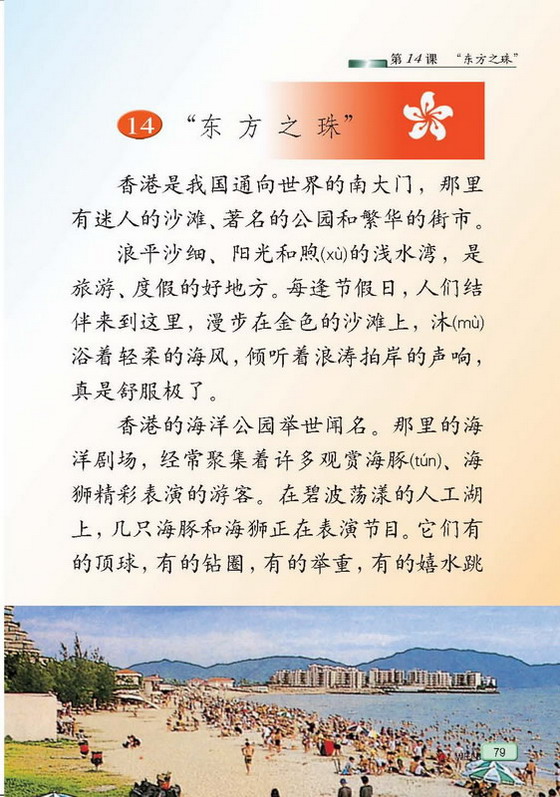 第14课 “东方之珠”
14 “东方之珠”
香港是我国通向世界的南大门，那里
有迷人的沙滩、著名的公园和繁华的街市。
浪平沙细、阳光和煦(xù)的浅水湾，是
旅游、度假的好地方。每逢节假日，人们结
伴来到这里，漫步在金色的沙滩上，沐(mù)
浴着轻柔的海风，倾听着浪涛拍岸的声响，
真是舒服极了。
香港的海洋公园举世闻名。那里的海
洋剧场，经常聚集着许多观赏海豚(tún)、海
狮精彩表演的游客。在碧波荡漾的人工湖
上，几只海豚和海狮正在表演节目。它们有
的顶球，有的钻圈，有的举重，有的嬉水跳
79